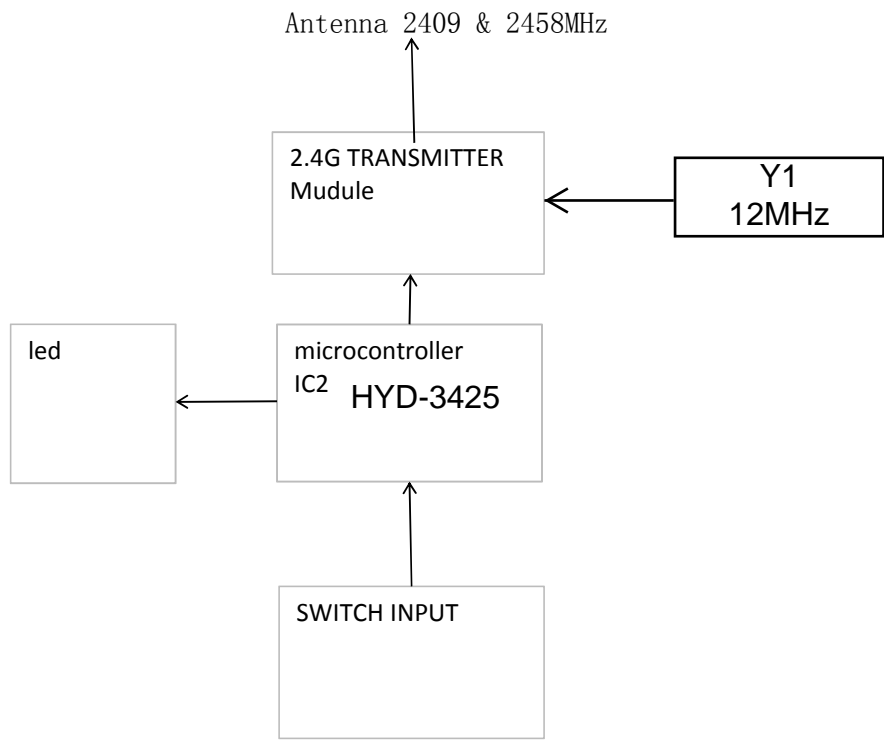 Antenna 2409 & 2458MHz
2.4G TRANSMITTER
Mudule
Y1
12MHz
led
microcontroller
IC2 HYD-3425
SWITCH INPUT